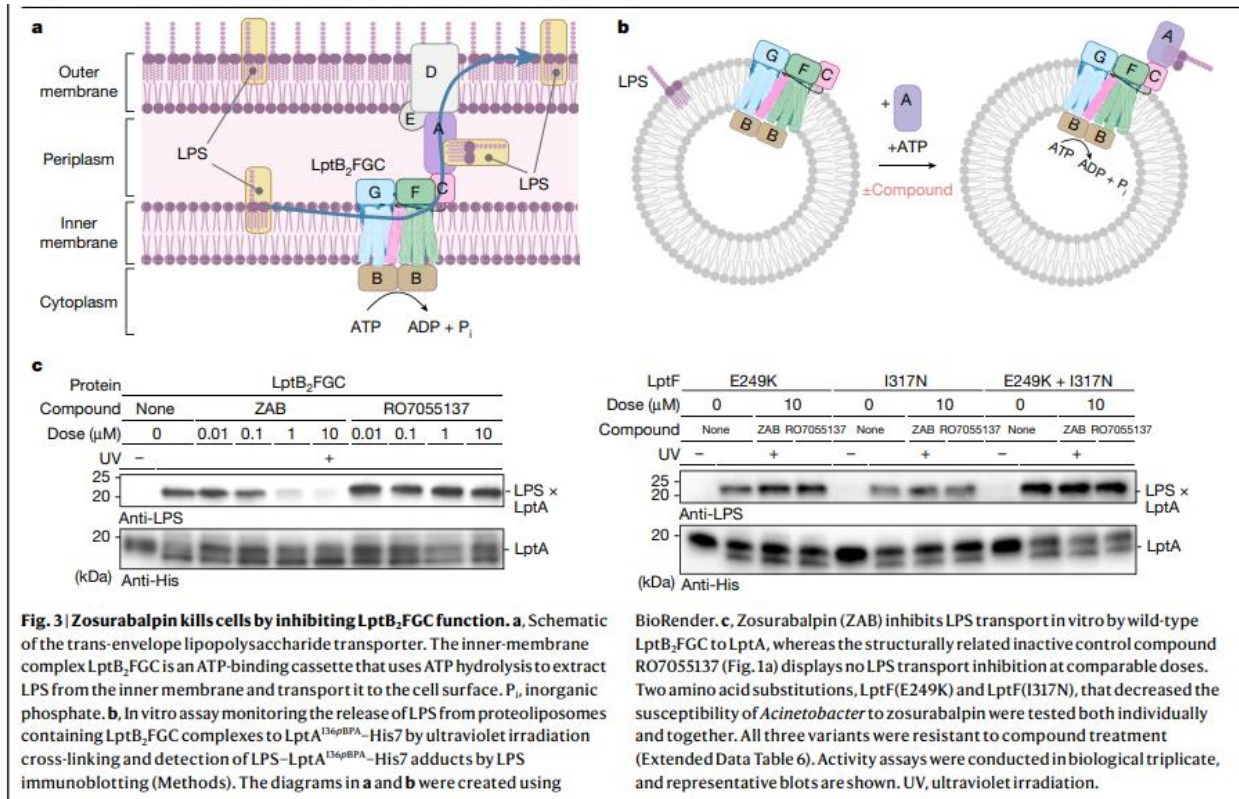 a
Outer
membrane
Periplasm
Inner
membrane
Cytoplasm
LPS
D
E
A
LptB₂FGC
LPS
G
F
C
B
B
ATP
ADP + Pᵢ
b
LPS
G
F
C
B
B
+ A
+ATP
±Compound
A
G
F
C
B
B
ATP
ADP + Pᵢ
c
Protein LptB₂FGC
Compound None ZAB RO7055137
Dose (μM) 0 0.01 0.1 1 10 0.01 0.1 1 10
UV − +
25
20
LPS ×
LptA
Anti-LPS
20
LptA
(kDa)
Anti-His
LptF E249K I317N E249K + I317N
Dose (μM) 0 10 0 10 0 10
Compound None ZAB RO7055137 None ZAB RO7055137 None ZAB RO7055137
UV − + − + − +
25
20
LPS ×
LptA
Anti-LPS
20
LptA
(kDa)
Anti-His
Fig. 3 | Zosurabalpin kills cells by inhibiting LptB₂FGC function. a, Schematic
of the trans-envelope lipopolysaccharide transporter. The inner-membrane
complex LptB₂FGC is an ATP-binding cassette that uses ATP hydrolysis to extract
LPS from the inner membrane and transport it to the cell surface. Pᵢ, inorganic
phosphate. b, In vitro assay monitoring the release of LPS from proteoliposomes
containing LptB₂FGC complexes to LptA^I36pBPA–His7 by ultraviolet irradiation
cross-linking and detection of LPS–LptA^I36pBPA–His7 adducts by LPS
immunoblotting (Methods). The diagrams in a and b were created using
BioRender. c, Zosurabalpin (ZAB) inhibits LPS transport in vitro by wild-type
LptB₂FGC to LptA, whereas the structurally related inactive control compound
RO7055137 (Fig. 1a) displays no LPS transport inhibition at comparable doses.
Two amino acid substitutions, LptF(E249K) and LptF(I317N), that decreased the
susceptibility of Acinetobacter to zosurabalpin were tested both individually
and together. All three variants were resistant to compound treatment
(Extended Data Table 6). Activity assays were conducted in biological triplicate,
and representative blots are shown. UV, ultraviolet irradiation.